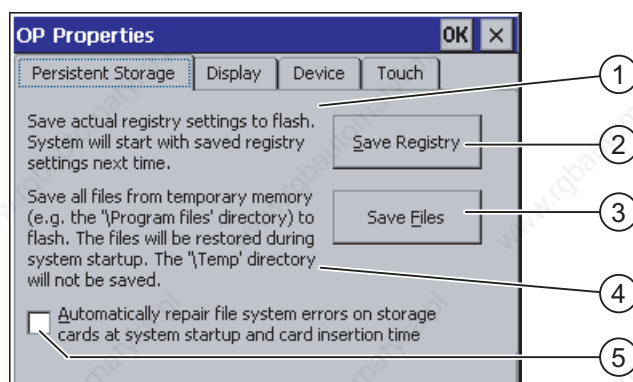 OP Properties OK ×
Persistent Storage Display Device Touch
1
Save actual registry settings to flash.
System will start with saved registry
settings next time.
Save Registry
2
Save all files from temporary memory
(e.g. the '\Program files' directory) to
flash. The files will be restored during
system startup. The '\Temp' directory
will not be saved.
Save Files
3
4
Automatically repair file system errors on storage
cards at system startup and card insertion time
5